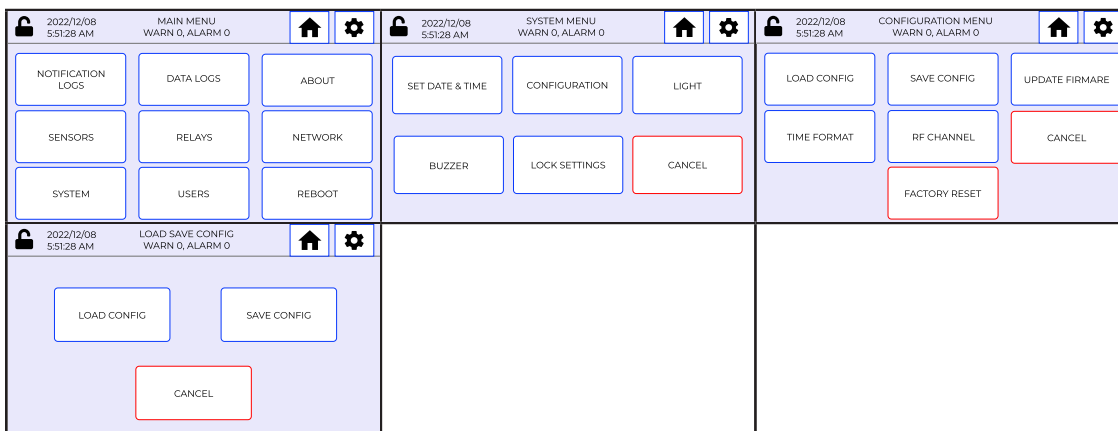 2022/12/08
5:51:28 AM
MAIN MENU
WARN 0, ALARM 0
NOTIFICATION
LOGS
DATA LOGS
ABOUT
SENSORS
RELAYS
NETWORK
SYSTEM
USERS
REBOOT
2022/12/08
5:51:28 AM
SYSTEM MENU
WARN 0, ALARM 0
SET DATE & TIME
CONFIGURATION
LIGHT
BUZZER
LOCK SETTINGS
CANCEL
2022/12/08
5:51:28 AM
CONFIGURATION MENU
WARN 0, ALARM 0
LOAD CONFIG
SAVE CONFIG
UPDATE FIRMARE
TIME FORMAT
RF CHANNEL
CANCEL
FACTORY RESET
2022/12/08
5:51:28 AM
LOAD SAVE CONFIG
WARN 0, ALARM 0
LOAD CONFIG
SAVE CONFIG
CANCEL